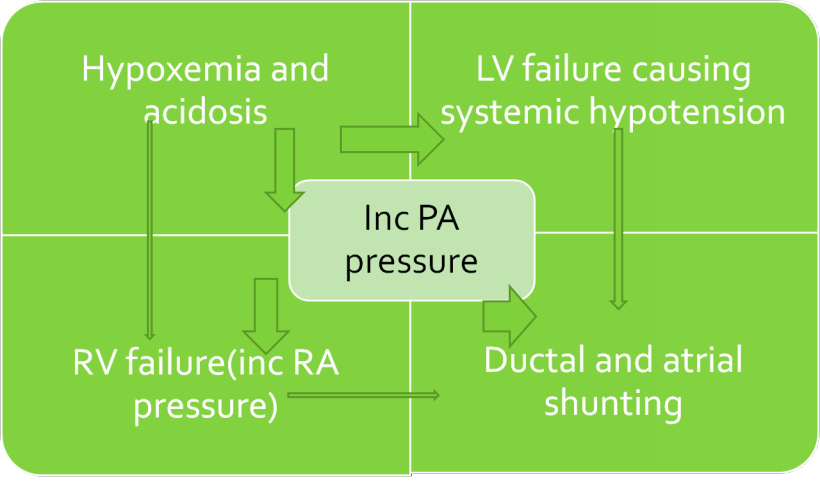 Hypoxemia and
acidosis
LV failure causing
systemic hypotension
Inc PA
pressure
RV failure(inc RA
pressure)
Ductal and atrial
shunting